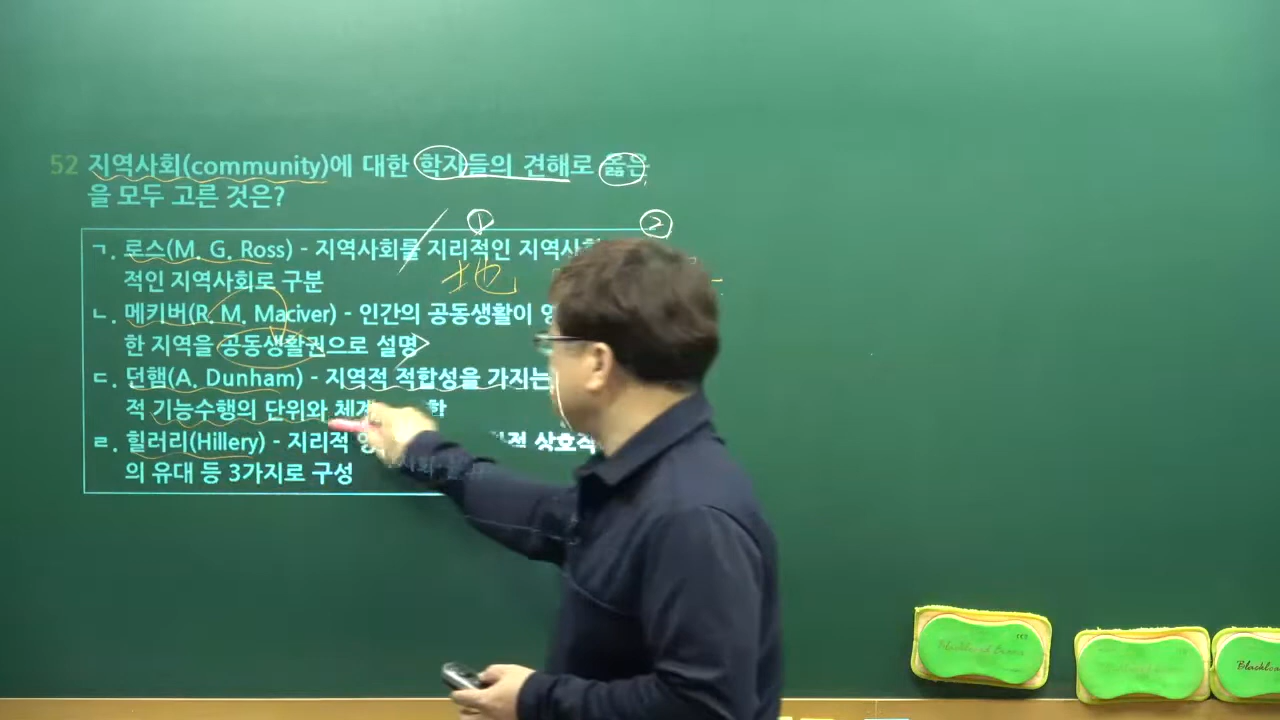 52 지역사회(community)에 대한 학자들의 견해로 옳은
을 모두 고른 것은?
① ②
ㄱ. 로스(M. G. Ross) - 지역사회를 지리적인 지역사회
적인 지역사회로 구분
地
ㄴ. 메키버(R. M. Maciver) - 인간의 공동생활이
한 지역을 공동생활권으로 설명
ㄷ. 던햄(A. Dunham) - 지역적 적합성을 가지는
적 기능수행의 단위와
ㄹ. 힐러리(Hillery) - 지리적
의 유대 등 3가지로 구성